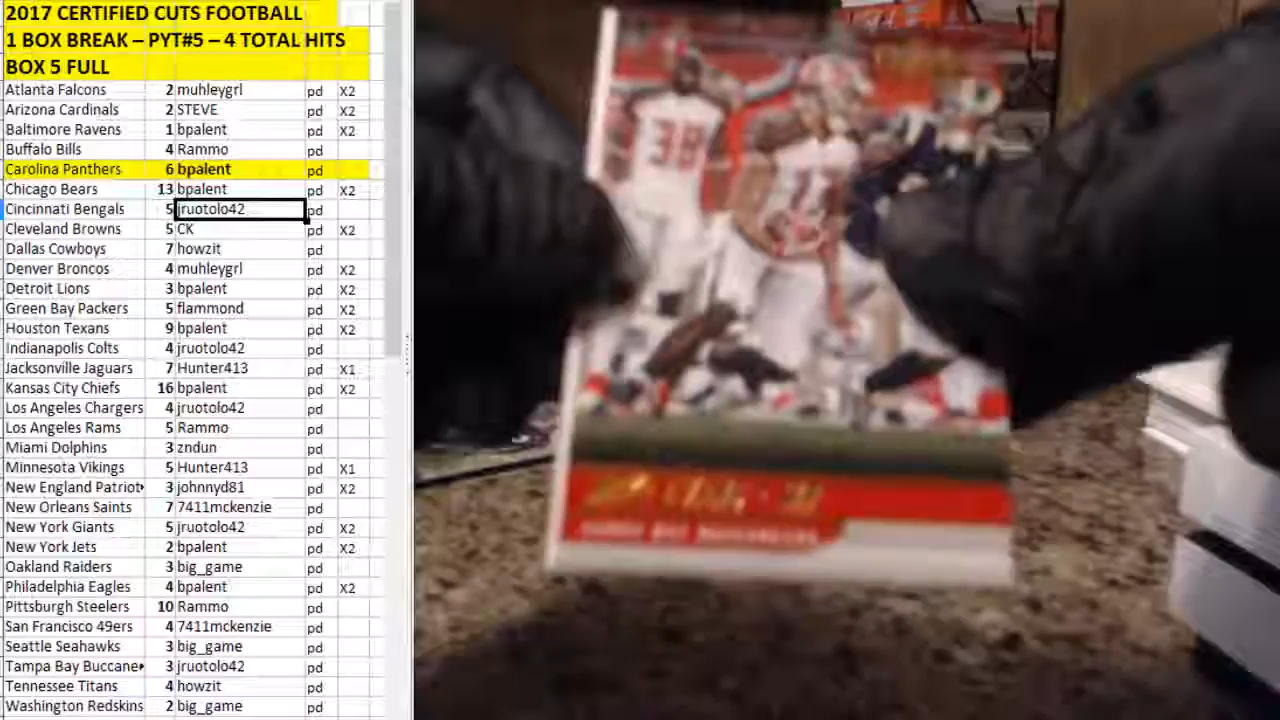 2017 CERTIFIED CUTS FOOTBALL
1 BOX BREAK – PYT#5 – 4 TOTAL HITS
BOX 5 FULL
Atlanta Falcons 2 muhleygrl pd X2
Arizona Cardinals 2 STEVE pd X2
Baltimore Ravens 1 bpalent pd X2
Buffalo Bills 4 Rammo pd
Carolina Panthers 6 bpalent pd
Chicago Bears 13 bpalent pd X2
Cincinnati Bengals 5 jruotolo42 pd
Cleveland Browns 5 CK pd X2
Dallas Cowboys 7 howzit pd
Denver Broncos 4 muhleygrl pd X2
Detroit Lions 3 bpalent pd X2
Green Bay Packers 5 flammond pd X2
Houston Texans 9 bpalent pd X2
Indianapolis Colts 4 jruotolo42 pd
Jacksonville Jaguars 7 Hunter413 pd X1
Kansas City Chiefs 16 bpalent pd X2
Los Angeles Chargers 4 jruotolo42 pd
Los Angeles Rams 5 Rammo pd
Miami Dolphins 3 zndun pd
Minnesota Vikings 5 Hunter413 pd X1
New England Patriot 3 johnnyd81 pd X2
New Orleans Saints 7 7411mckenzie pd
New York Giants 5 jruotolo42 pd X2
New York Jets 2 bpalent pd X2
Oakland Raiders 3 big_game pd
Philadelphia Eagles 4 bpalent pd X2
Pittsburgh Steelers 10 Rammo pd
San Francisco 49ers 4 7411mckenzie pd
Seattle Seahawks 3 big_game pd
Tampa Bay Buccane 3 jruotolo42 pd
Tennessee Titans 4 howzit pd
Washington Redskins 2 big_game pd
38